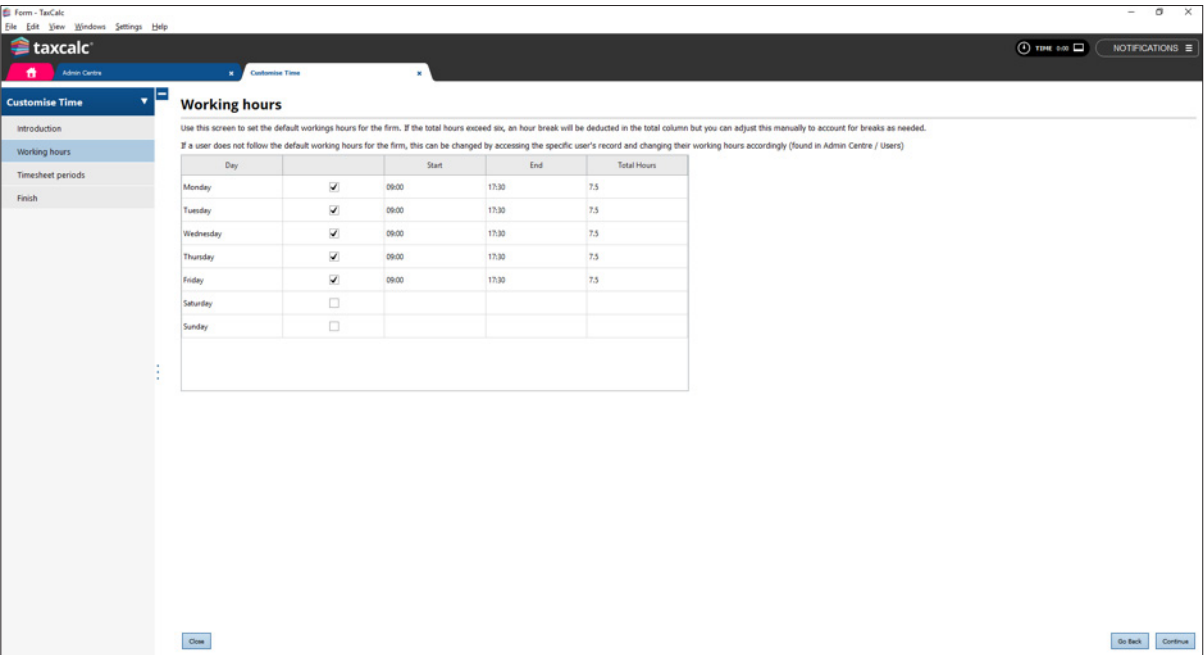 Form - TaxCalc
File Edit View Windows Settings Help
taxcalc
TIME 0:00
NOTIFICATIONS
Admin Centre
Customise Time
Customise Time
Introduction
Working hours
Timesheet periods
Finish
Working hours
Use this screen to set the default workings hours for the firm. If the total hours exceed six, an hour break will be deducted in the total column but you can adjust this manually to account for breaks as needed.
If a user does not follow the default working hours for the firm, this can be changed by accessing the specific user's record and changing their working hours accordingly (found in Admin Centre / Users)
Day Start End Total Hours
Monday 09:00 17:30 7.5
Tuesday 09:00 17:30 7.5
Wednesday 09:00 17:30 7.5
Thursday 09:00 17:30 7.5
Friday 09:00 17:30 7.5
Saturday
Sunday
Close
Go Back Continue